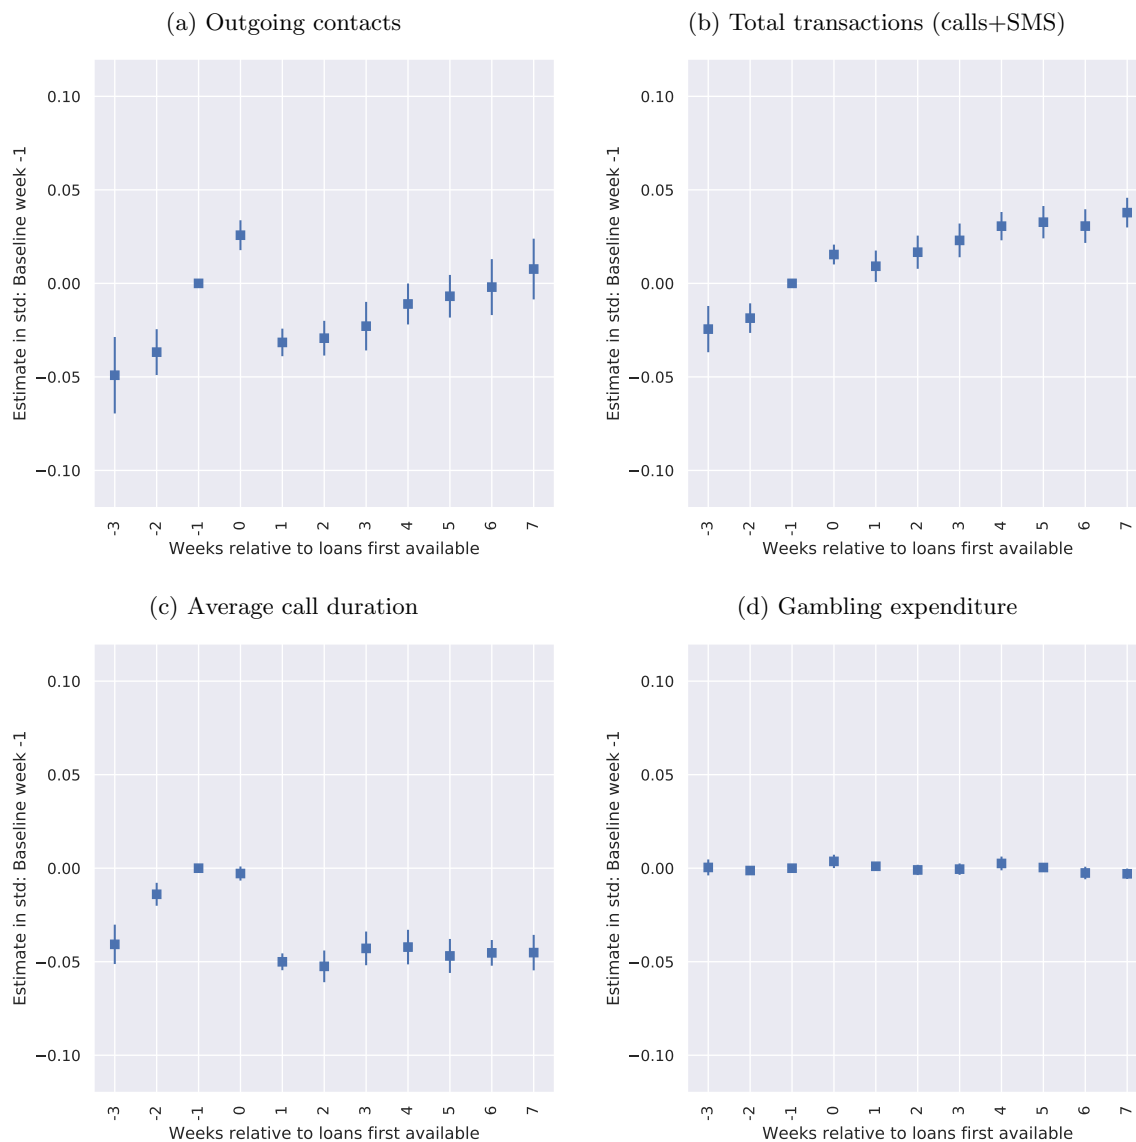 (a) Outgoing contacts
0.10
0.05
0.00
−0.05
−0.10
Estimate in std: Baseline week -1
-3 -2 -1 0 1 2 3 4 5 6 7
Weeks relative to loans first available
(b) Total transactions (calls+SMS)
0.10
0.05
0.00
−0.05
−0.10
Estimate in std: Baseline week -1
-3 -2 -1 0 1 2 3 4 5 6 7
Weeks relative to loans first available
(c) Average call duration
0.10
0.05
0.00
−0.05
−0.10
Estimate in std: Baseline week -1
-3 -2 -1 0 1 2 3 4 5 6 7
Weeks relative to loans first available
(d) Gambling expenditure
0.10
0.05
0.00
−0.05
−0.10
Estimate in std: Baseline week -1
-3 -2 -1 0 1 2 3 4 5 6 7
Weeks relative to loans first available